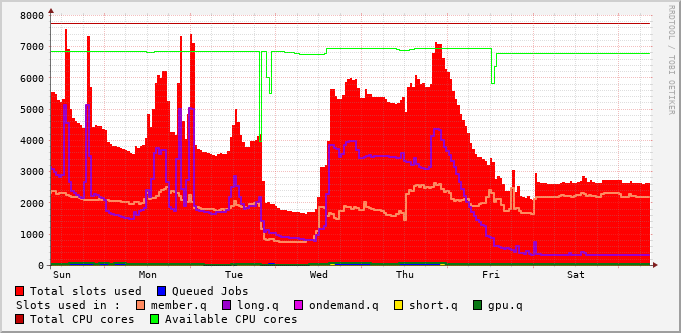 8000
7000
6000
5000
4000
3000
2000
1000
0
Sun Mon Tue Wed Thu Fri Sat
RRDTOOL / TOBI OETIKER
Total slots used Queued Jobs
Slots used in : member.q long.q ondemand.q short.q gpu.q
Total CPU cores Available CPU cores